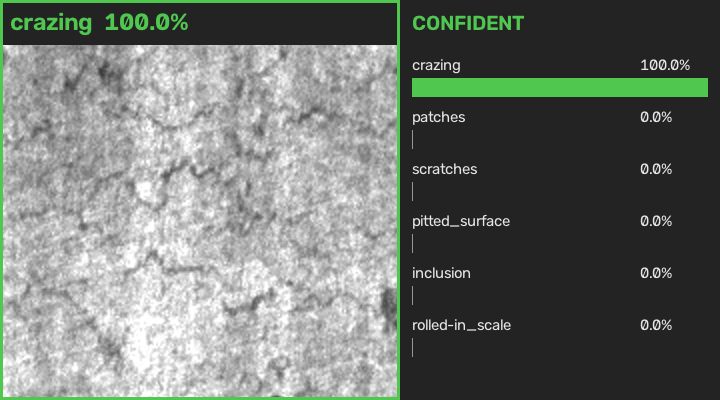 crazing 100.0%
CONFIDENT
crazing 100.0%
patches 0.0%
scratches 0.0%
pitted_surface 0.0%
inclusion 0.0%
rolled-in_scale 0.0%